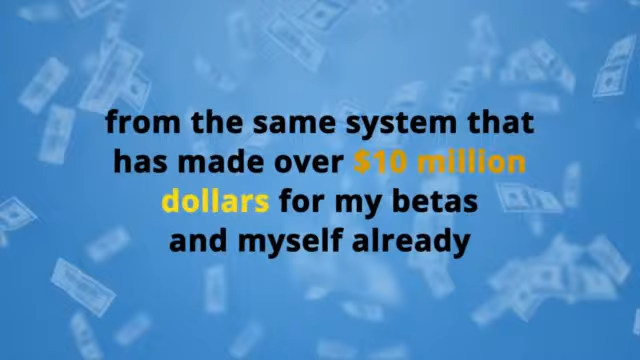 from the same system that
has made over $10 million
dollars for my betas
and myself already